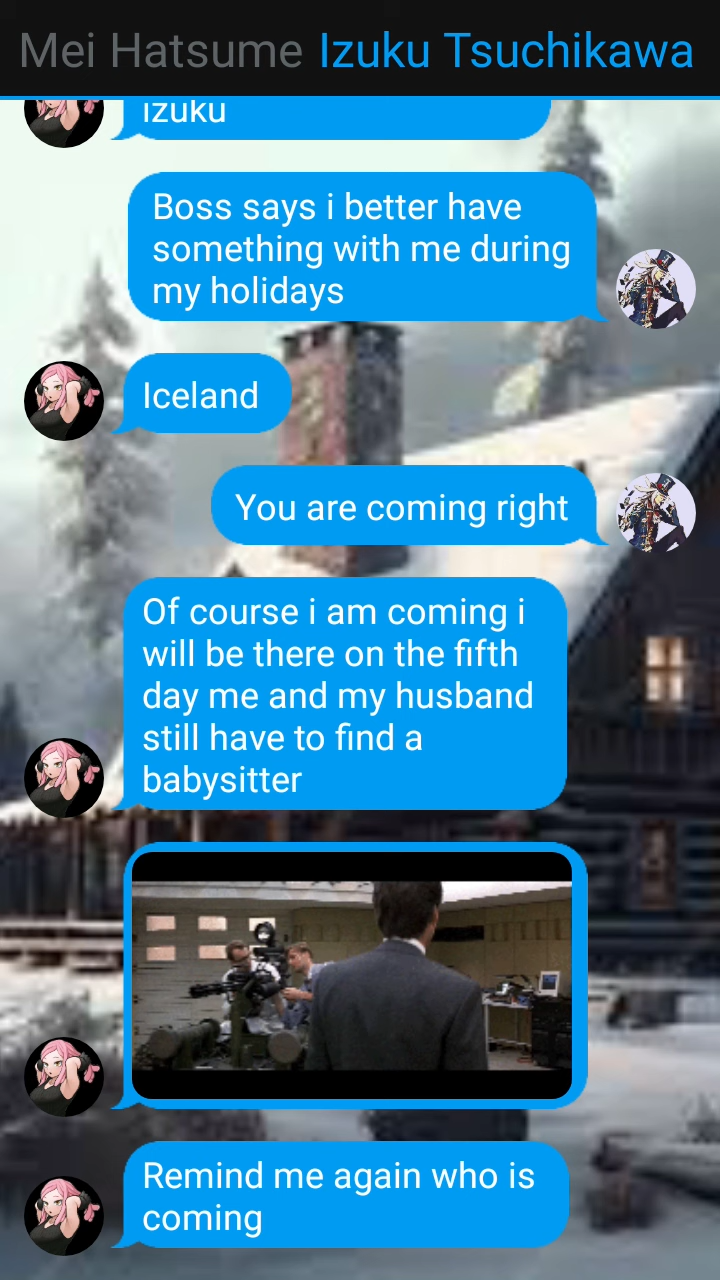 Mei Hatsume Izuku Tsuchikawa
izuku
Boss says i better have
something with me during
my holidays
Iceland
You are coming right
Of course i am coming i
will be there on the fifth
day me and my husband
still have to find a
babysitter
Remind me again who is
coming